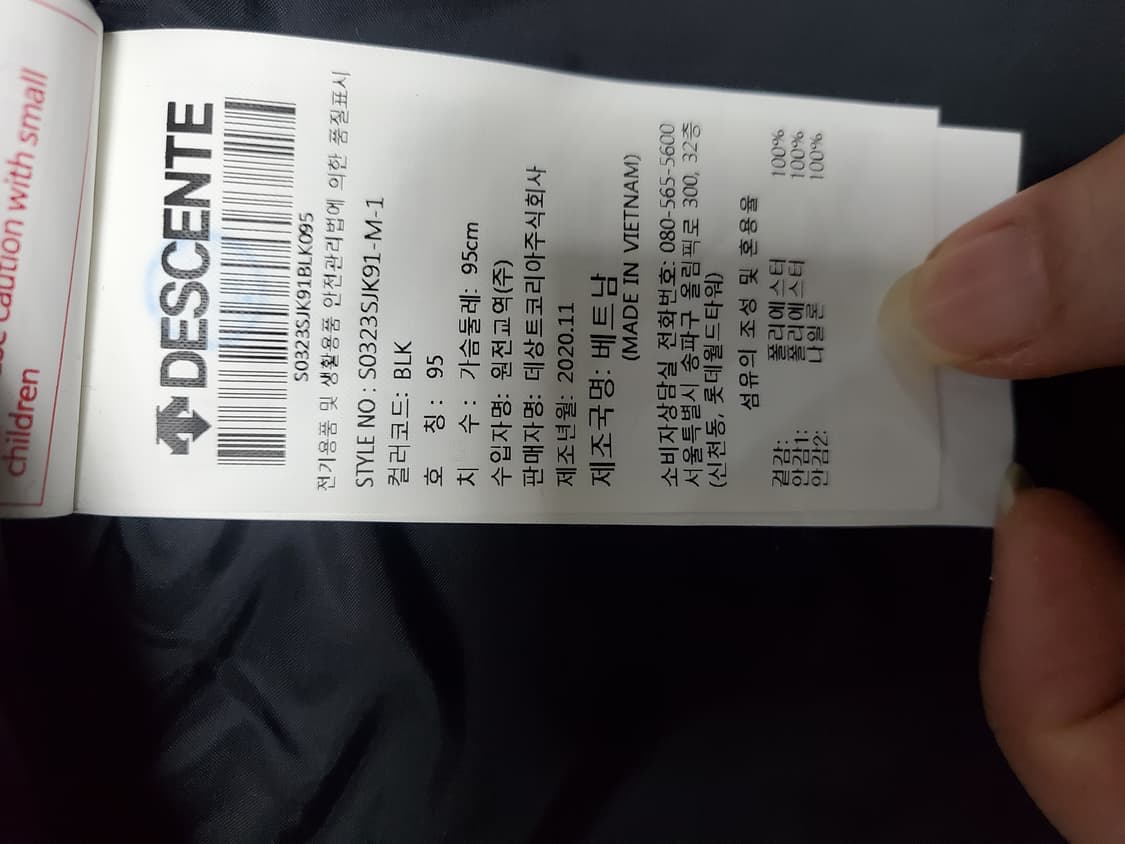 caution with small
children
DESCENTE
S0323SJK91BLK095
전기용품 및 생활용품 안전관리법에 의한 품질표시
STYLE NO : S0323SJK91-M-1
컬러코드: BLK
호 칭 : 95
치 수 : 가슴둘레: 95cm
수입자명: 원전교역(주)
판매자명: 데상트코리아주식회사
제조년월: 2020.11
제조국명: 베트남
(MADE IN VIETNAM)
소비자상담실 전화번호: 080-565-5600
서울특별시 송파구 올림픽로 300, 32층
(신천동, 롯데월드타워)
섬유의 조성 및 혼용율
겉감: 폴리에스터 100%
안감1: 폴리에스터 100%
안감2: 나일론 100%